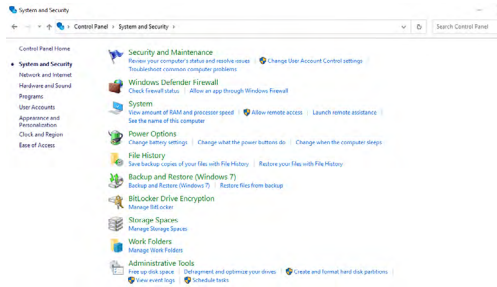 System and Security
Control Panel > System and Security >
Search Control Panel
Control Panel Home
System and Security
Network and Internet
Hardware and Sound
Programs
User Accounts
Appearance and
Personalization
Clock and Region
Ease of Access
Security and Maintenance
Review your computer's status and resolve issues | Change User Account Control settings |
Troubleshoot common computer problems
Windows Defender Firewall
Check firewall status | Allow an app through Windows Firewall
System
View amount of RAM and processor speed | Allow remote access | Launch remote assistance |
See the name of this computer
Power Options
Change battery settings | Change what the power buttons do | Change when the computer sleeps
File History
Save backup copies of your files with File History | Restore your files with File History
Backup and Restore (Windows 7)
Backup and Restore (Windows 7) | Restore files from backup
BitLocker Drive Encryption
Manage BitLocker
Storage Spaces
Manage Storage Spaces
Work Folders
Manage Work Folders
Administrative Tools
Free up disk space | Defragment and optimize your drives | Create and format hard disk partitions |
View event logs | Schedule tasks